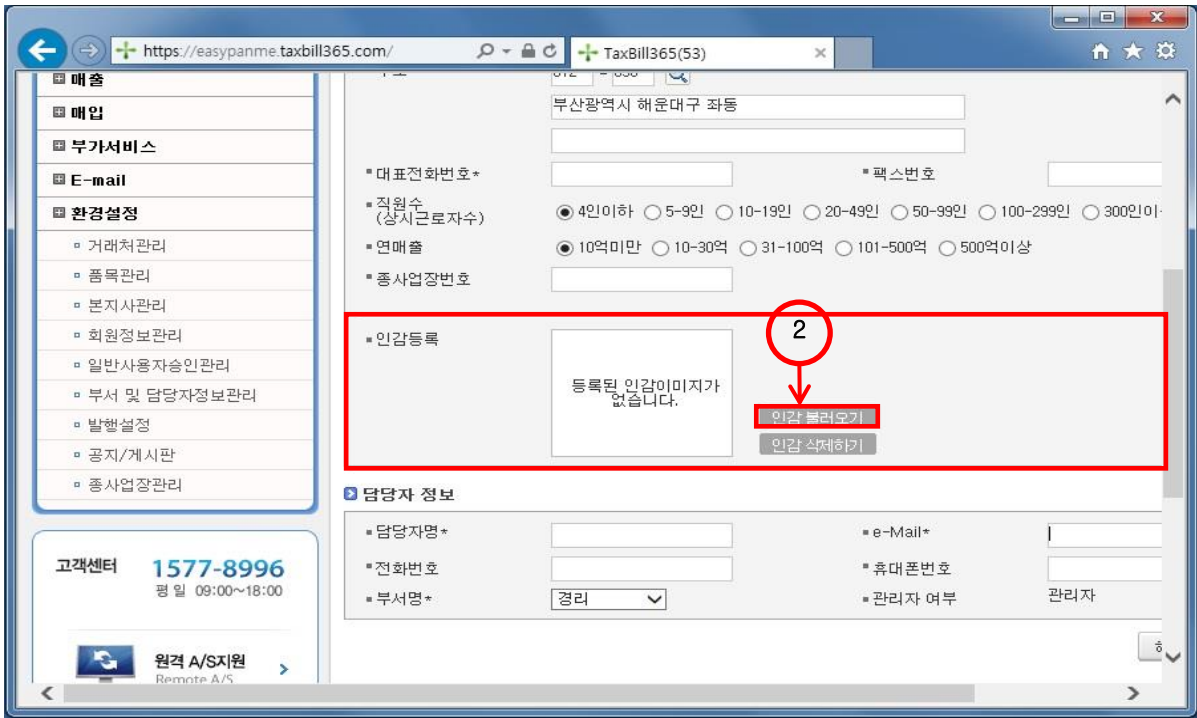 https://easypanme.taxbill365.com/
TaxBill365(53)
매출
매입
부가서비스
E-mail
환경설정
거래처관리
품목관리
본지사관리
회원정보관리
일반사용자승인관리
부서 및 담당자정보관리
발행설정
공지/게시판
종사업장관리
고객센터 1577-8996
평일 09:00~18:00
원격 A/S지원
Remote A/S
부산광역시 해운대구 좌동
대표전화번호* 팩스번호
직원수
(상시근로자수) 4인이하 5-9인 10-19인 20-49인 50-99인 100-299인 300인이
연매출 10억미만 10-30억 31-100억 101-500억 500억이상
종사업장번호
인감등록
2
등록된 인감이미지가
없습니다.
인감 불러오기
인감 삭제하기
담당자 정보
담당자명* e-Mail*
전화번호 휴대폰번호
부서명* 경리 관리자 여부 관리자